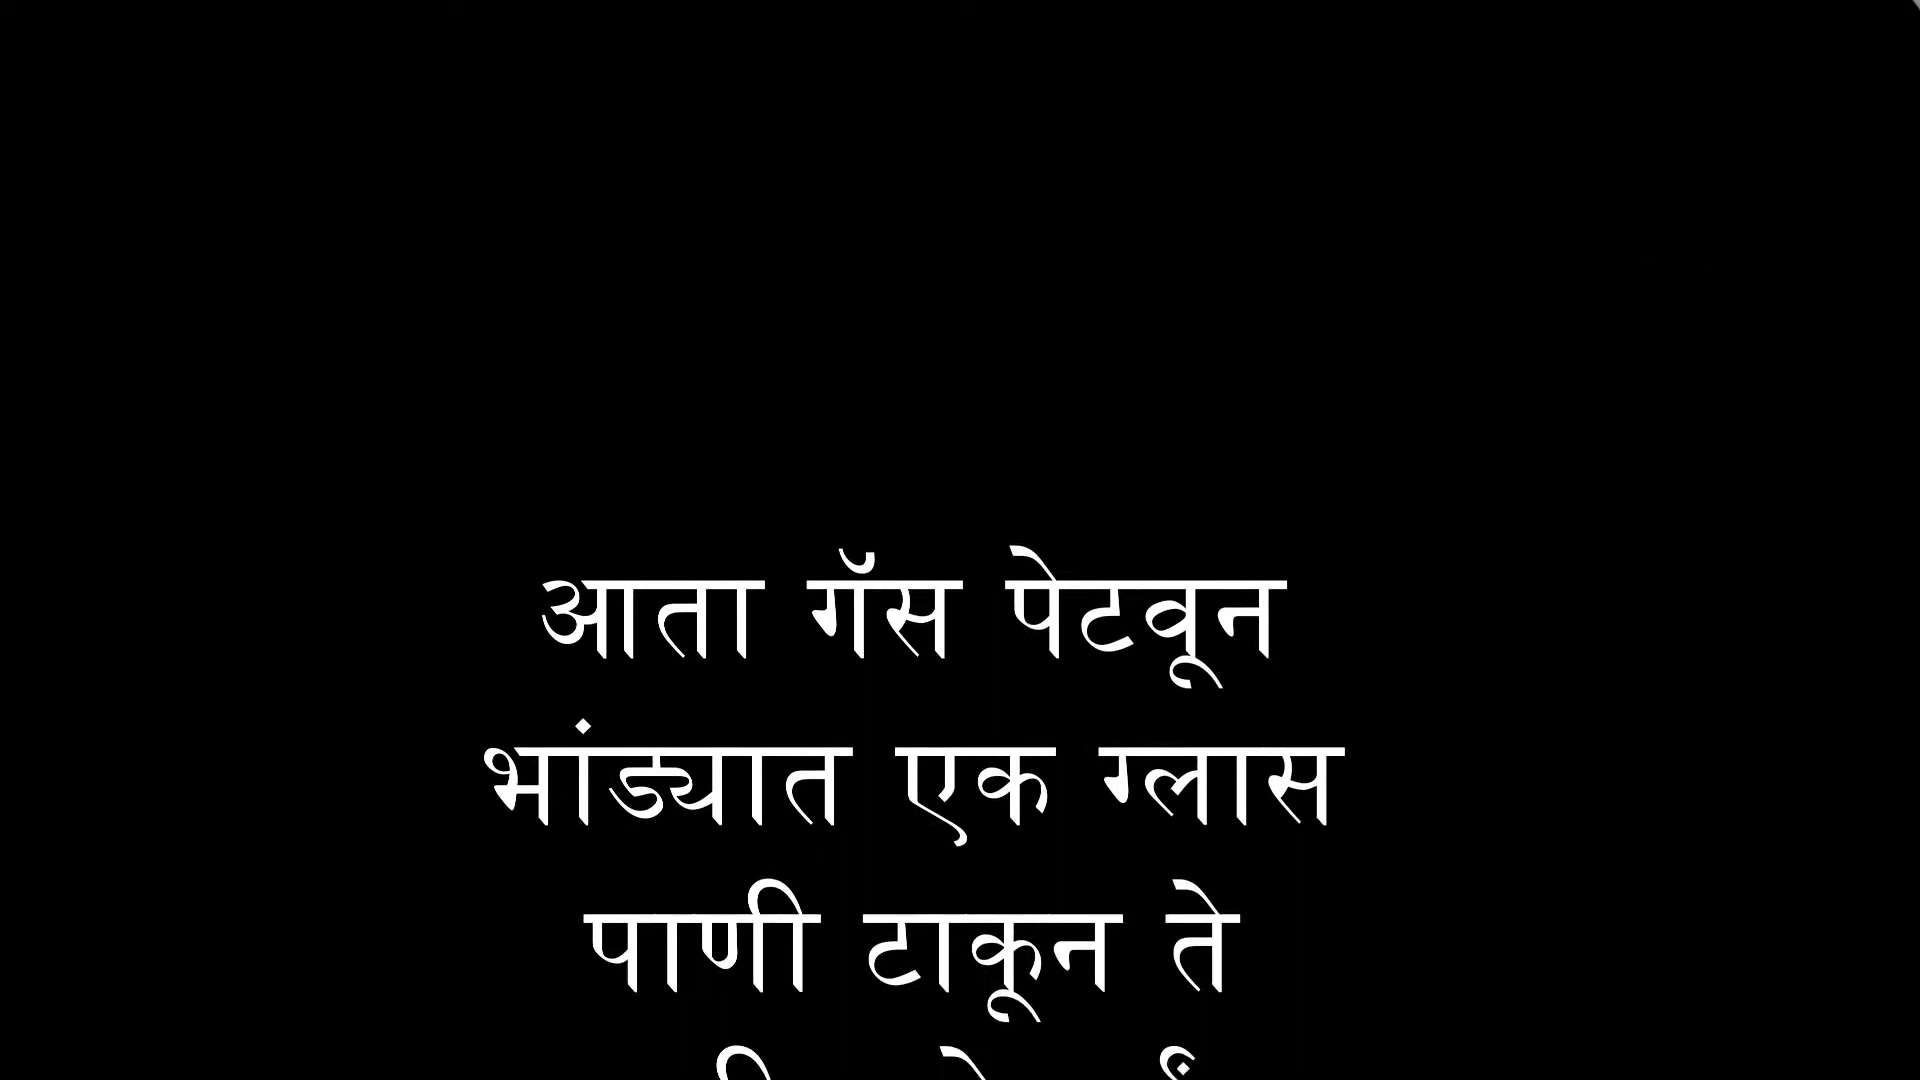 आता गॅस पेटवून
भांड्यात एक ग्लास
पाणी टाकून ते